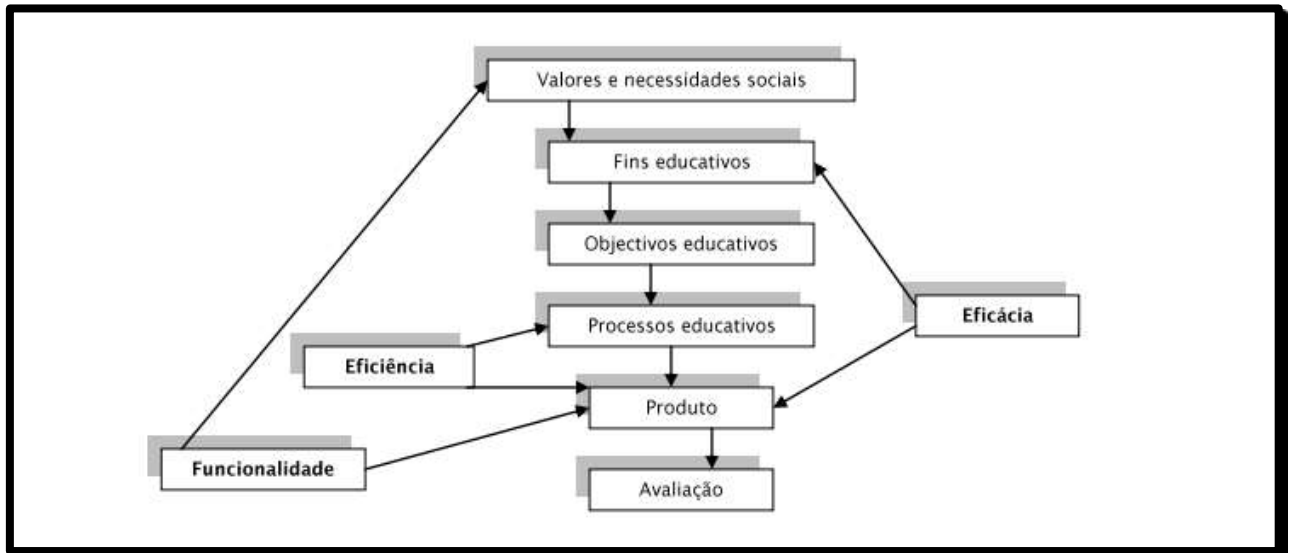 Valores e necessidades sociais
Fins educativos
Objectivos educativos
Eficácia
Processos educativos
Eficiência
Produto
Funcionalidade
Avaliação